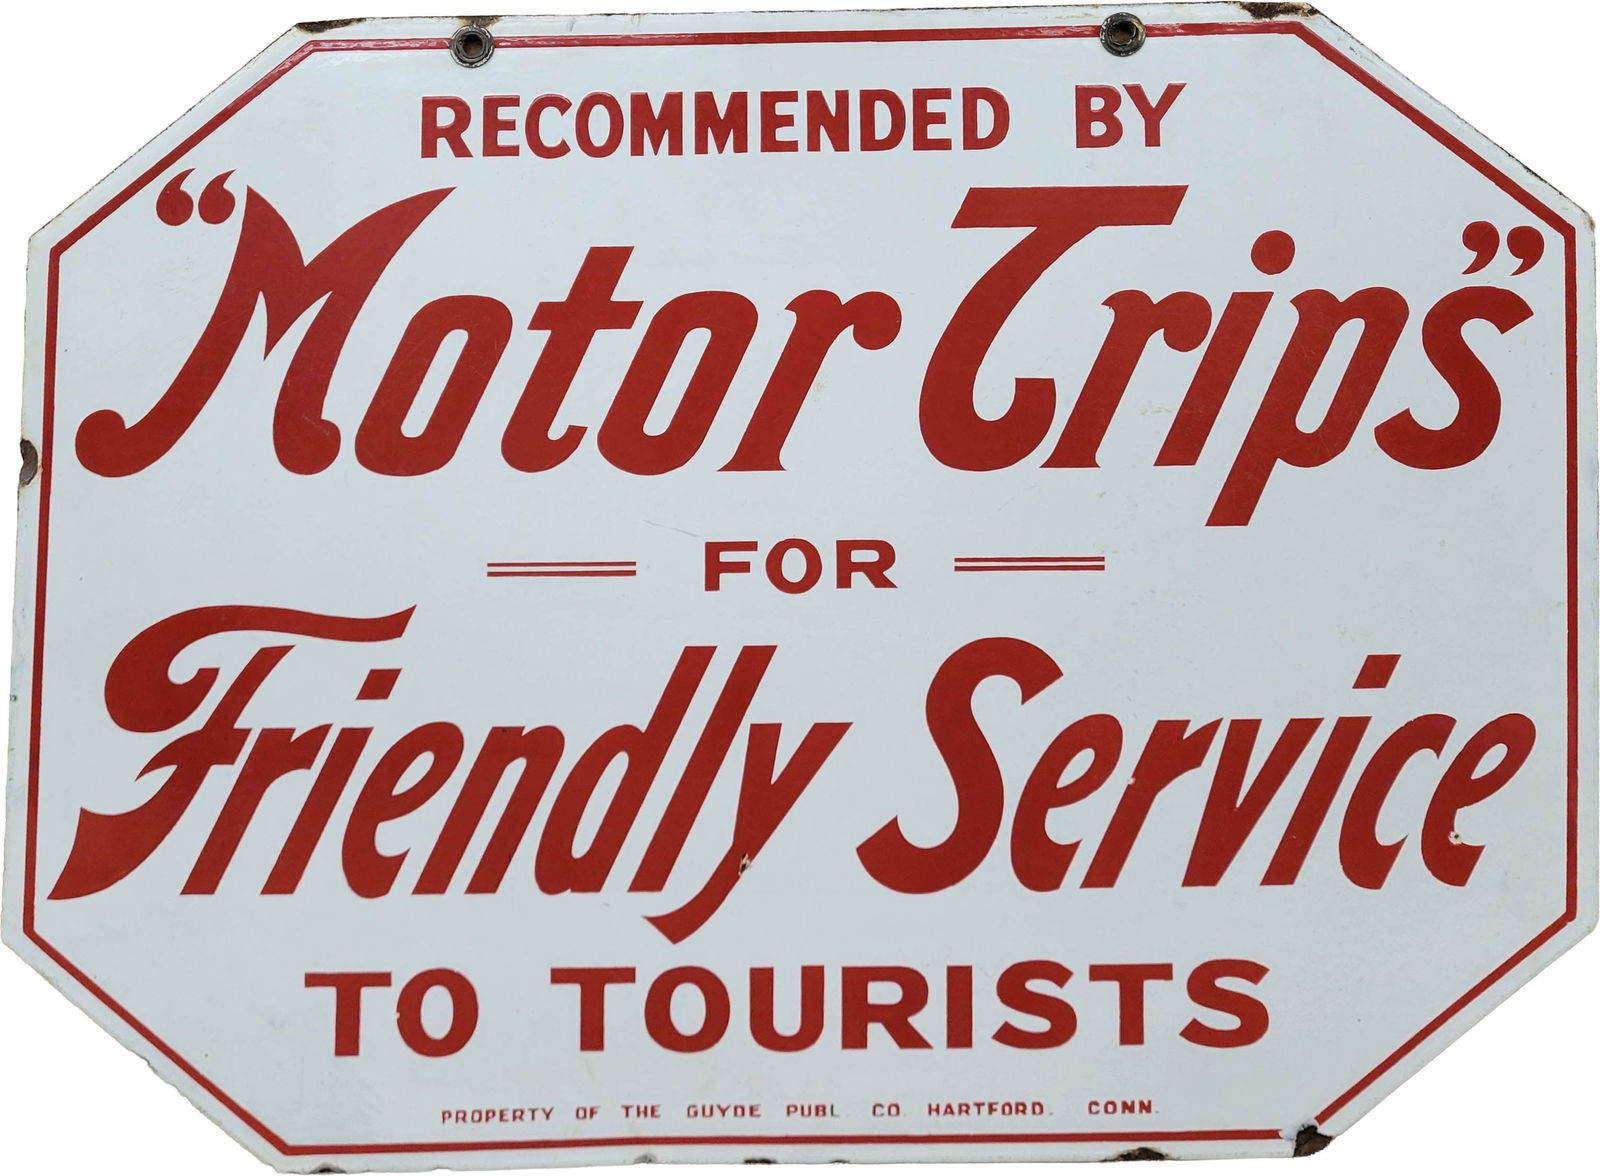 RECOMMENDED BY
“Motor Trips”
FOR
Friendly Service
TO TOURISTS
PROPERTY OF THE GUYDE PUBL. CO. HARTFORD. CONN.